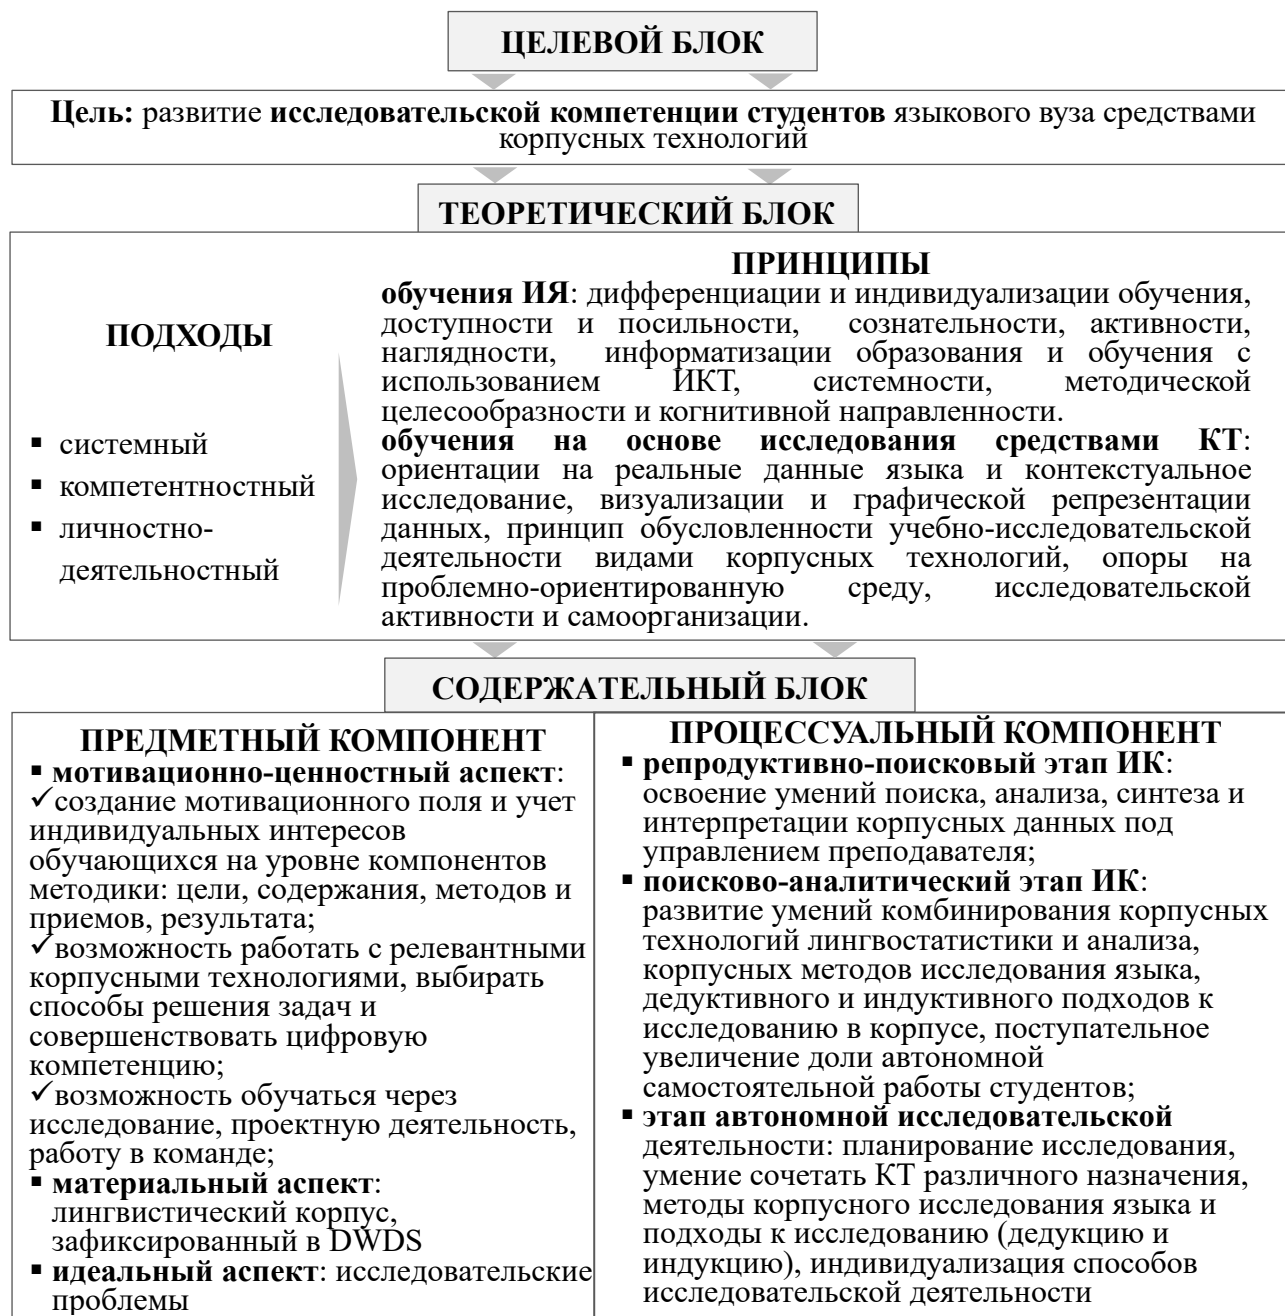 ЦЕЛЕВОЙ БЛОК
Цель: развитие исследовательской компетенции студентов языкового вуза средствами
корпусных технологий
ТЕОРЕТИЧЕСКИЙ БЛОК
ПОДХОДЫ
▪ системный
▪ компетентностный
▪ личностно-
деятельностный
ПРИНЦИПЫ
обучения ИЯ: дифференциации и индивидуализации обучения,
доступности и посильности, сознательности, активности,
наглядности, информатизации образования и обучения с
использованием ИКТ, системности, методической
целесообразности и когнитивной направленности.
обучения на основе исследования средствами КТ:
ориентации на реальные данные языка и контекстуальное
исследование, визуализации и графической репрезентации
данных, принцип обусловленности учебно-исследовательской
деятельности видами корпусных технологий, опоры на
проблемно-ориентированную среду, исследовательской
активности и самоорганизации.
СОДЕРЖАТЕЛЬНЫЙ БЛОК
ПРЕДМЕТНЫЙ КОМПОНЕНТ
▪ мотивационно-ценностный аспект:
✓создание мотивационного поля и учет
индивидуальных интересов
обучающихся на уровне компонентов
методики: цели, содержания, методов и
приемов, результата;
✓возможность работать с релевантными
корпусными технологиями, выбирать
способы решения задач и
совершенствовать цифровую
компетенцию;
✓возможность обучаться через
исследование, проектную деятельность,
работу в команде;
▪ материальный аспект:
лингвистический корпус,
зафиксированный в DWDS
▪ идеальный аспект: исследовательские
проблемы
ПРОЦЕССУАЛЬНЫЙ КОМПОНЕНТ
▪ репродуктивно-поисковый этап ИК:
освоение умений поиска, анализа, синтеза и
интерпретации корпусных данных под
управлением преподавателя;
▪ поисково-аналитический этап ИК:
развитие умений комбинирования корпусных
технологий лингвостатистики и анализа,
корпусных методов исследования языка,
дедуктивного и индуктивного подходов к
исследованию в корпусе, поступательное
увеличение доли автономной
самостоятельной работы студентов;
▪ этап автономной исследовательской
деятельности: планирование исследования,
умение сочетать КТ различного назначения,
методы корпусного исследования языка и
подходы к исследованию (дедукцию и
индукцию), индивидуализация способов
исследовательской деятельности